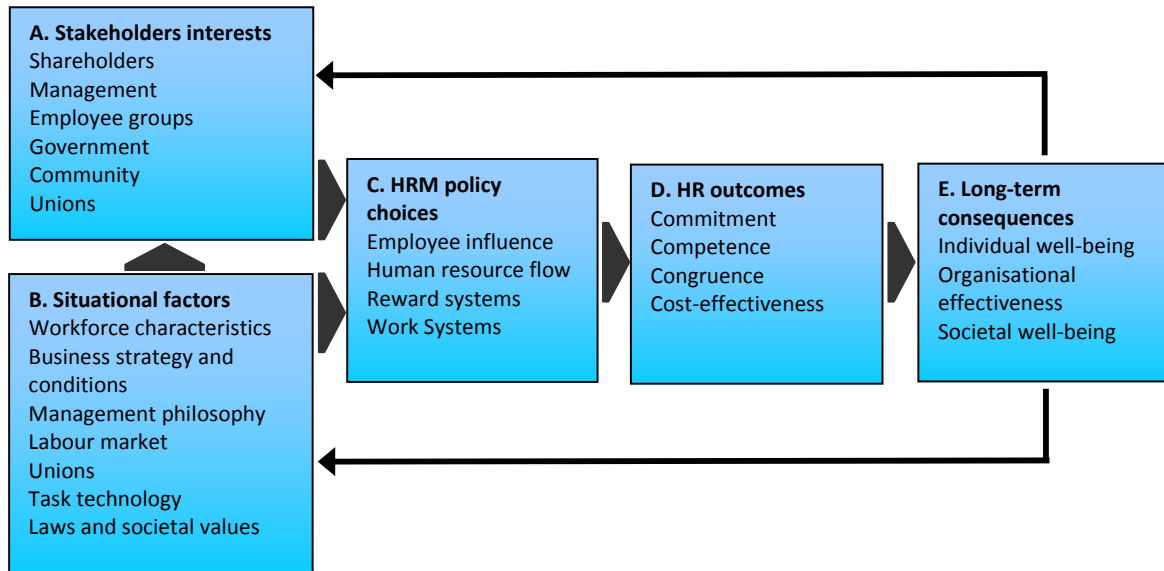 A. Stakeholders interests
Shareholders
Management
Employee groups
Government
Community
Unions
B. Situational factors
Workforce characteristics
Business strategy and
conditions
Management philosophy
Labour market
Unions
Task technology
Laws and societal values
C. HRM policy
choices
Employee influence
Human resource flow
Reward systems
Work Systems
D. HR outcomes
Commitment
Competence
Congruence
Cost-effectiveness
E. Long-term
consequences
Individual well-being
Organisational
effectiveness
Societal well-being